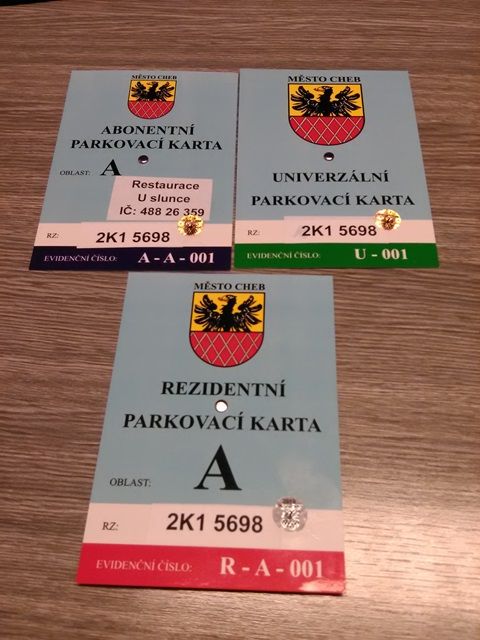 MĚSTO CHEB
ABONENTNÍ
PARKOVACÍ KARTA
OBLAST: A
Restaurace
U slunce
IČ: 488 26 359
RZ: 2K1 5698
EVIDENČNÍ ČÍSLO: A - A - 001
MĚSTO CHEB
UNIVERZÁLNÍ
PARKOVACÍ KARTA
RZ: 2K1 5698
EVIDENČNÍ ČÍSLO: U - 001
MĚSTO CHEB
REZIDENTNÍ
PARKOVACÍ KARTA
OBLAST: A
RZ: 2K1 5698
EVIDENČNÍ ČÍSLO: R - A - 001